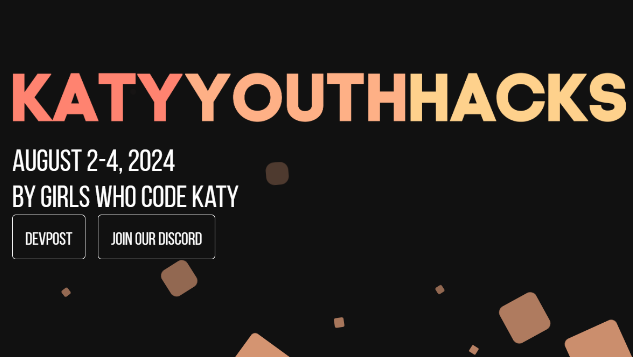 KATYYOUTHHACKS
AUGUST 2-4, 2024
BY GIRLS WHO CODE KATY
DEVPOST
JOIN OUR DISCORD